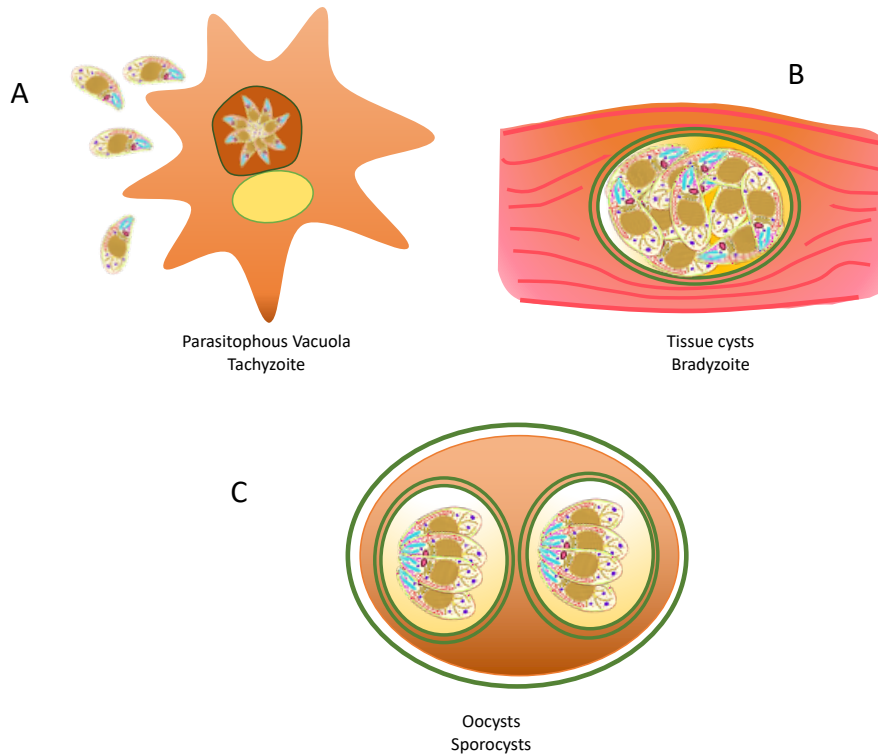 A
B
Parasitophous Vacuola
Tachyzoite
Tissue cysts
Bradyzoite
C
Oocysts
Sporocysts